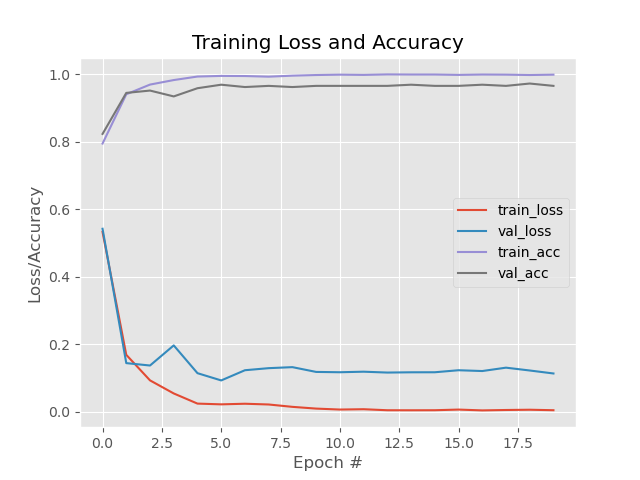 Training Loss and Accuracy
1.0
0.8
0.6
0.4
0.2
0.0
Loss/Accuracy
train_loss
val_loss
train_acc
val_acc
0.0 2.5 5.0 7.5 10.0 12.5 15.0 17.5
Epoch #